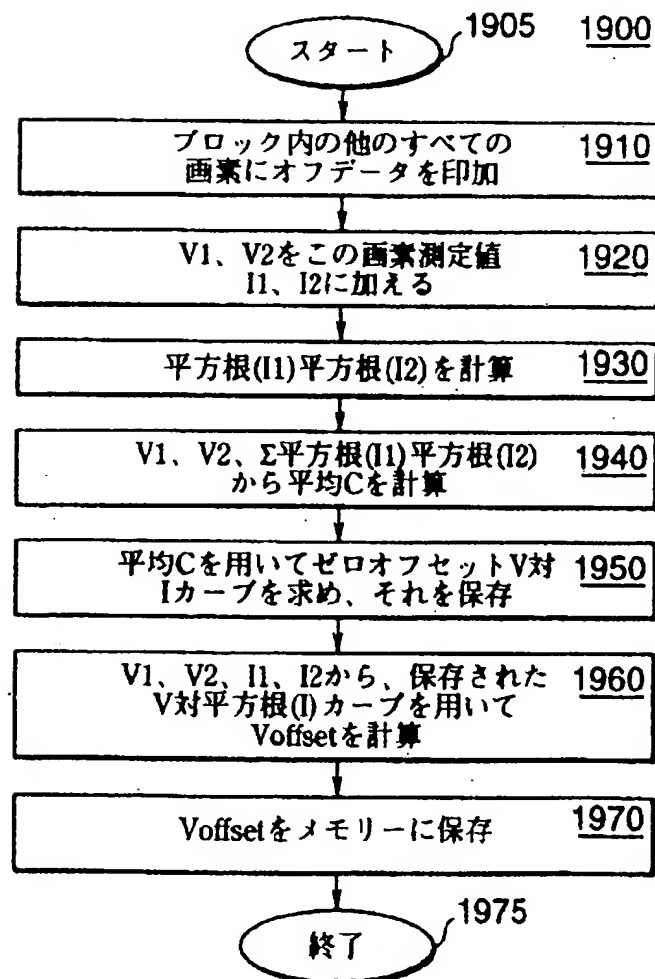 スタート 1905 1900
ブロック内の他のすべての
画素にオフデータを印加 1910
V1、V2をこの画素測定値
I1、I2に加える 1920
平方根(I1)平方根(I2)を計算 1930
V1、V2、Σ平方根(I1)平方根(I2)
から平均Cを計算 1940
平均Cを用いてゼロオフセットV対
Iカーブを求め、それを保存 1950
V1、V2、I1、I2から、保存された
V対平方根(I)カーブを用いて
Voffsetを計算 1960
Voffsetをメモリーに保存 1970
終了 1975